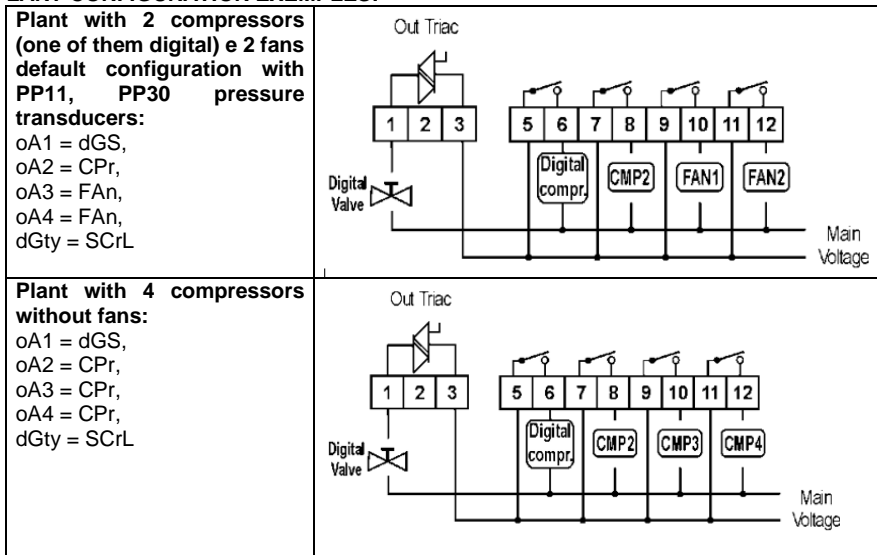 Plant with 2 compressors
(one of them digital) e 2 fans
default configuration with
PP11, PP30 pressure
transducers:
oA1 = dGS,
oA2 = CPr,
oA3 = FAn,
oA4 = FAn,
dGty = SCrL
Out Triac
1 2 3 5 6 7 8 9 10 11 12
Digital
Valve
Digital
compr.
CMP2 FAN1 FAN2
Main
Voltage
Plant with 4 compressors
without fans:
oA1 = dGS,
oA2 = CPr,
oA3 = CPr,
oA4 = CPr,
dGty = SCrL
Out Triac
1 2 3 5 6 7 8 9 10 11 12
Digital
Valve
Digital
compr.
CMP2 CMP3 CMP4
Main
Voltage